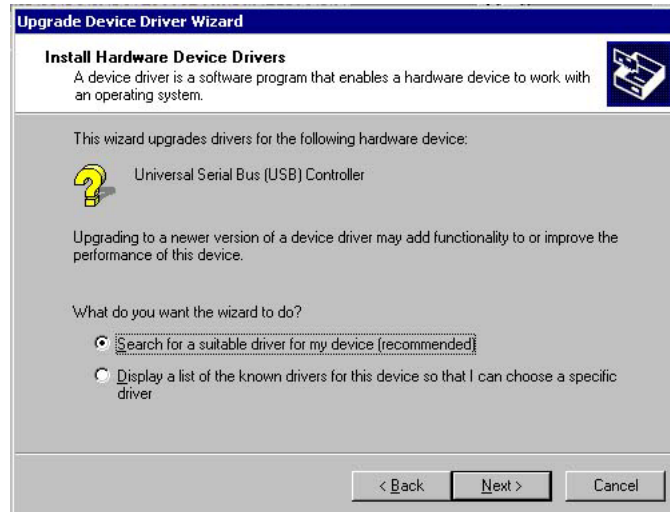 Upgrade Device Driver Wizard
Install Hardware Device Drivers
A device driver is a software program that enables a hardware device to work with
an operating system.
This wizard upgrades drivers for the following hardware device:
Universal Serial Bus (USB) Controller
Upgrading to a newer version of a device driver may add functionality to or improve the
performance of this device.
What do you want the wizard to do?
Search for a suitable driver for my device (recommended)
Display a list of the known drivers for this device so that I can choose a specific
driver
< Back
Next >
Cancel